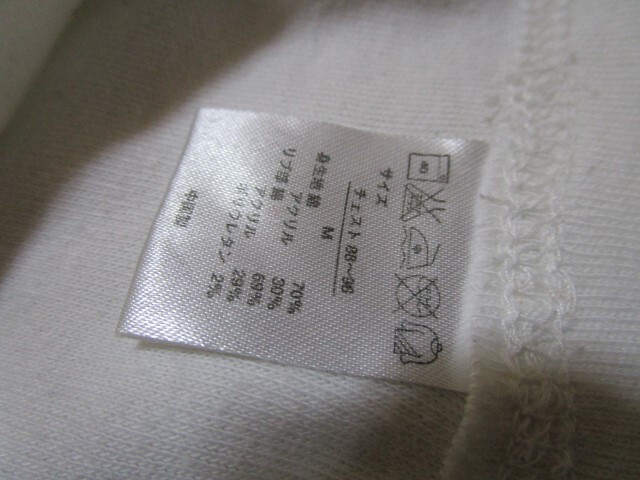 40
サイズ
チェスト 88~96
M
身生地 綿 70%
アクリル 30%
リブ部 綿 69%
アクリル 29%
ポリウレタン 2%
中国製